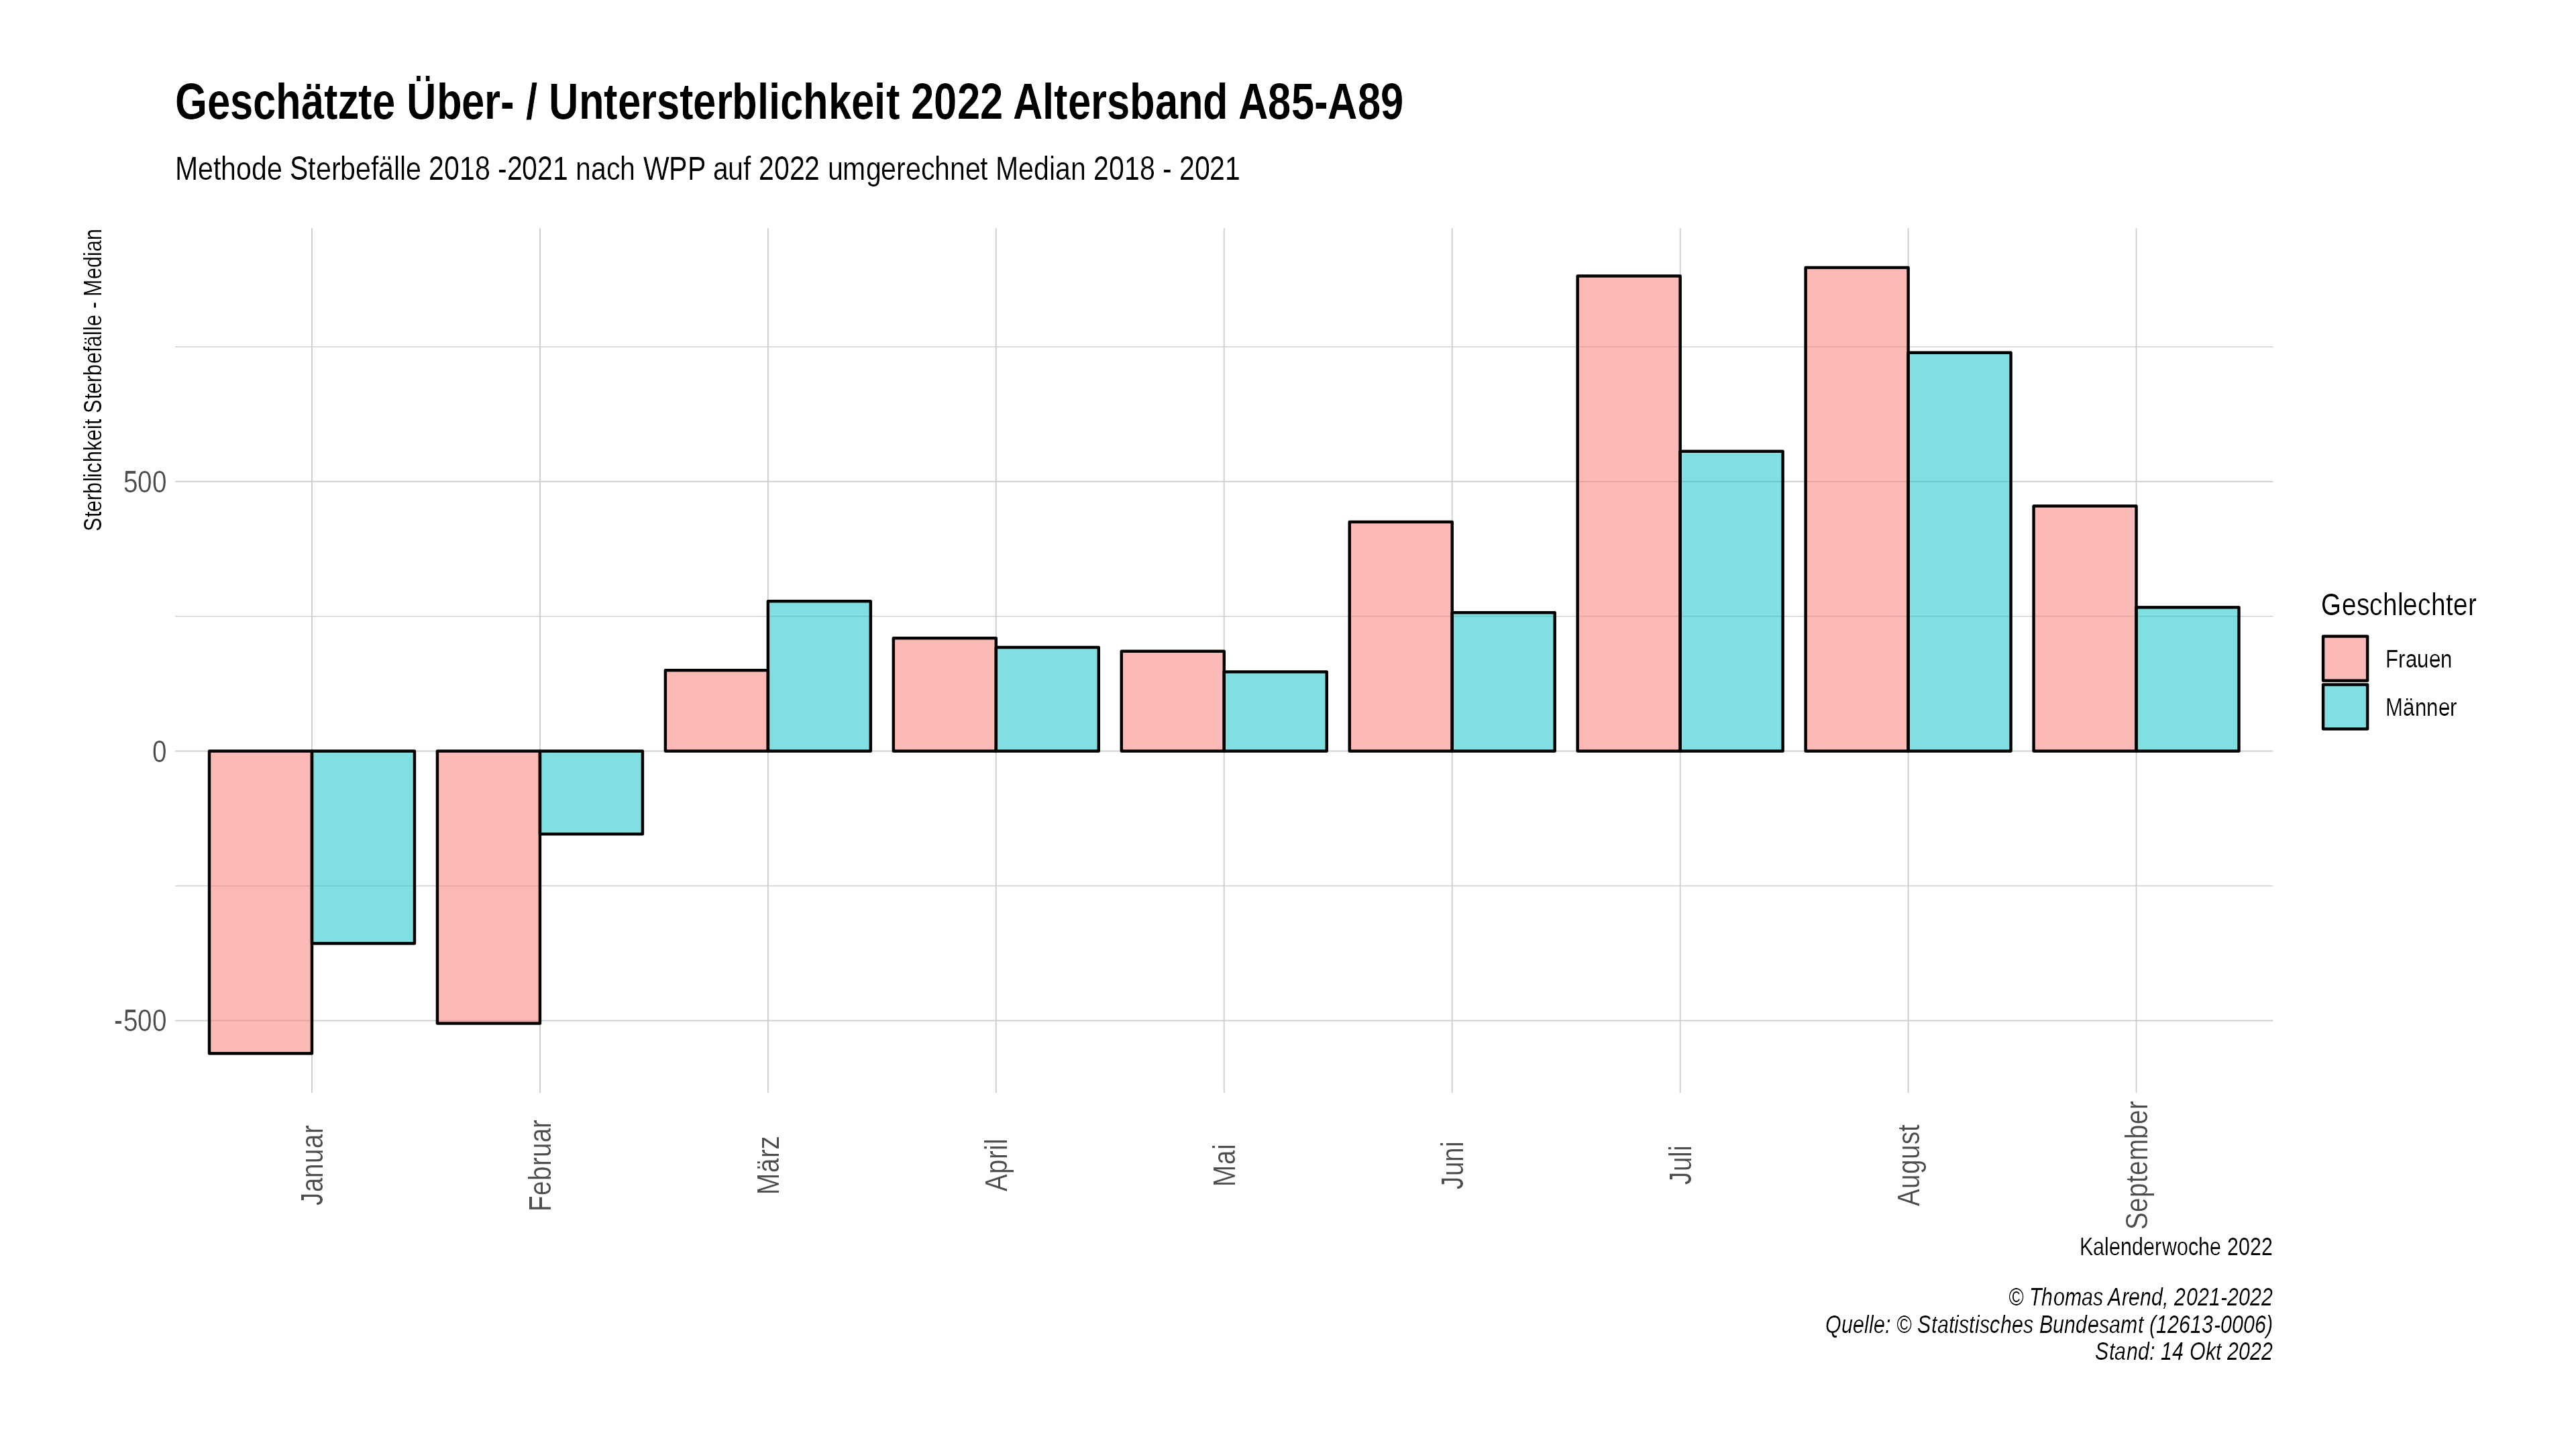 Geschätzte Über- / Untersterblichkeit 2022 Altersband A85-A89
Methode Sterbefälle 2018 -2021 nach WPP auf 2022 umgerechnet Median 2018 - 2021
Sterblichkeit Sterbefälle - Median
500
0
-500
Januar
Februar
März
April
Mai
Juni
Juli
August
September
Kalenderwoche 2022
Geschlechter
Frauen
Männer
© Thomas Arend, 2021-2022
Quelle: © Statistisches Bundesamt (12613-0006)
Stand: 14 Okt 2022